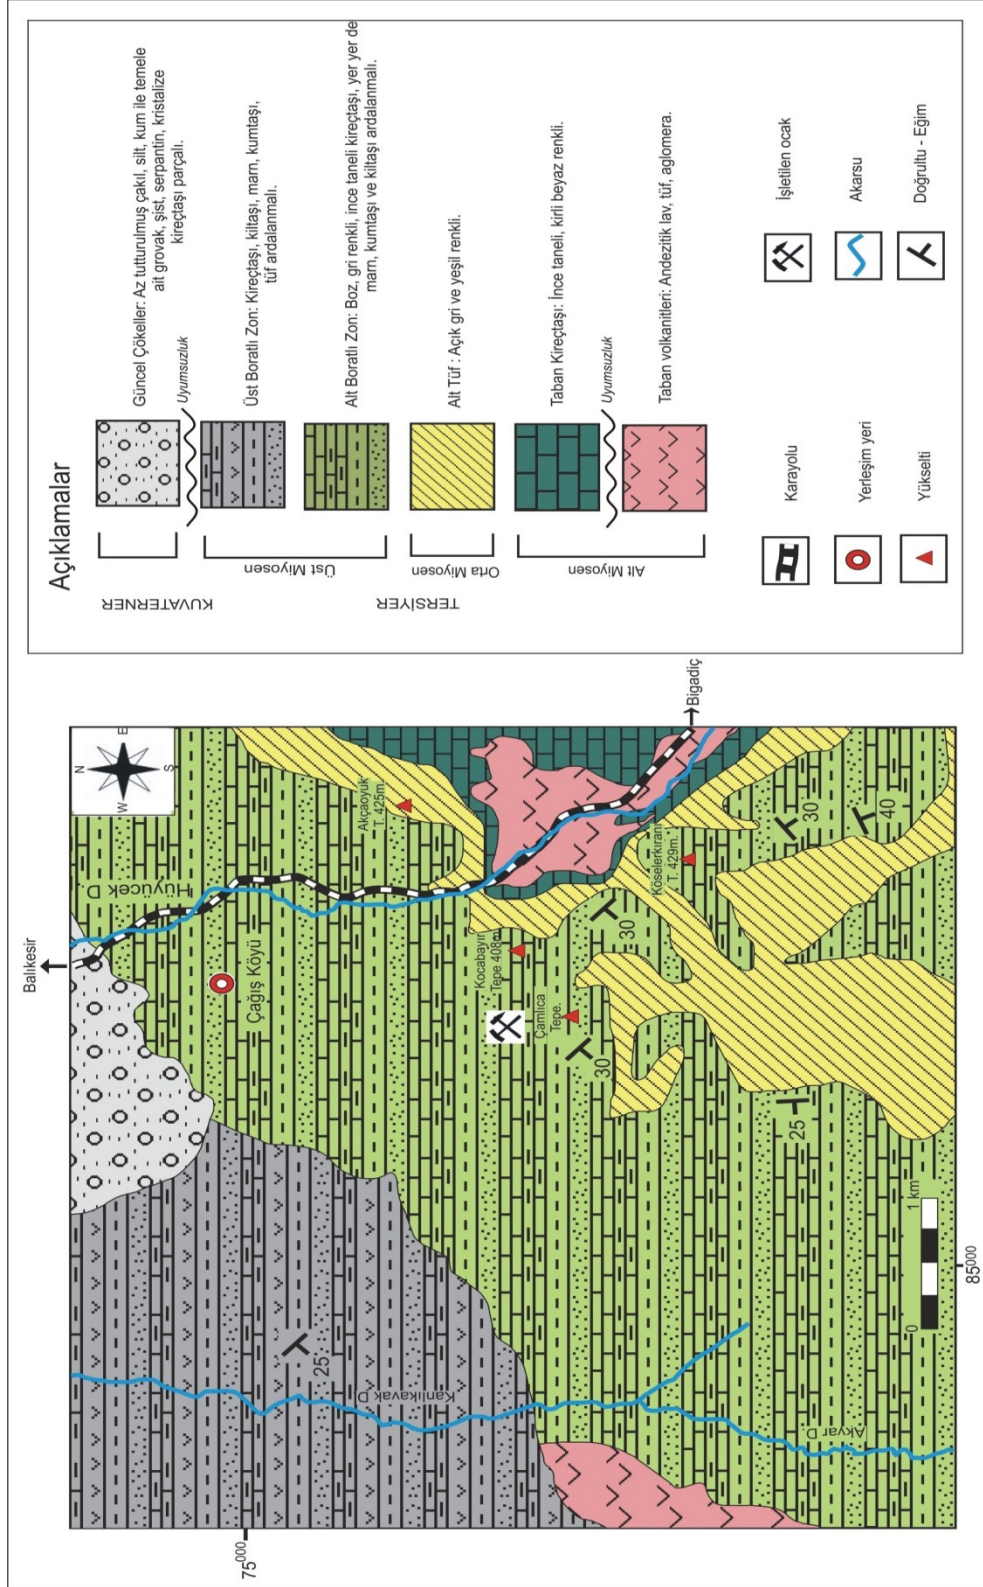 Açıklamalar
KUVATERNER
TERSİYER
Üst Miyosen
Orta Miyosen
Alt Miyosen
Güncel Çökeller: Az tutturulmuş çakıl, silt, kum ile temele
ait grovak, şist, serpantin, kristalize
kireçtaşı parçalı.
Uyumsuzluk
Üst Boratlı Zon: Kireçtaşı, kiltaşı, marn, kumtaşı,
tüf ardalanmalı.
Alt Boratlı Zon: Boz, gri renkli, ince taneli kireçtaşı, yer yer de
marn, kumtaşı ve kiltaşı ardalanmalı.
Alt Tüf : Açık gri ve yeşil renkli.
Taban Kireçtaşı: İnce taneli, kirli beyaz renkli.
Uyumsuzluk
Taban volkanitleri: Andezitik lav, tüf, aglomera.
Karayolu
İşletilen ocak
Yerleşim yeri
Akarsu
Yükselti
Doğrultu - Eğim
Balıkesir
N
E
S
W
Huyücek D.
Çağış Köyü
Akçaoyuk
T. 425m.
75000
25
Kanlıkavak D.
Kocabayır
Tepe 408m.
Çamlıca
Tepe.
30
30
Köselerkıranı
T. 429m.
Bigadiç
30
40
25
Akyar
D.
0
1 km
85000